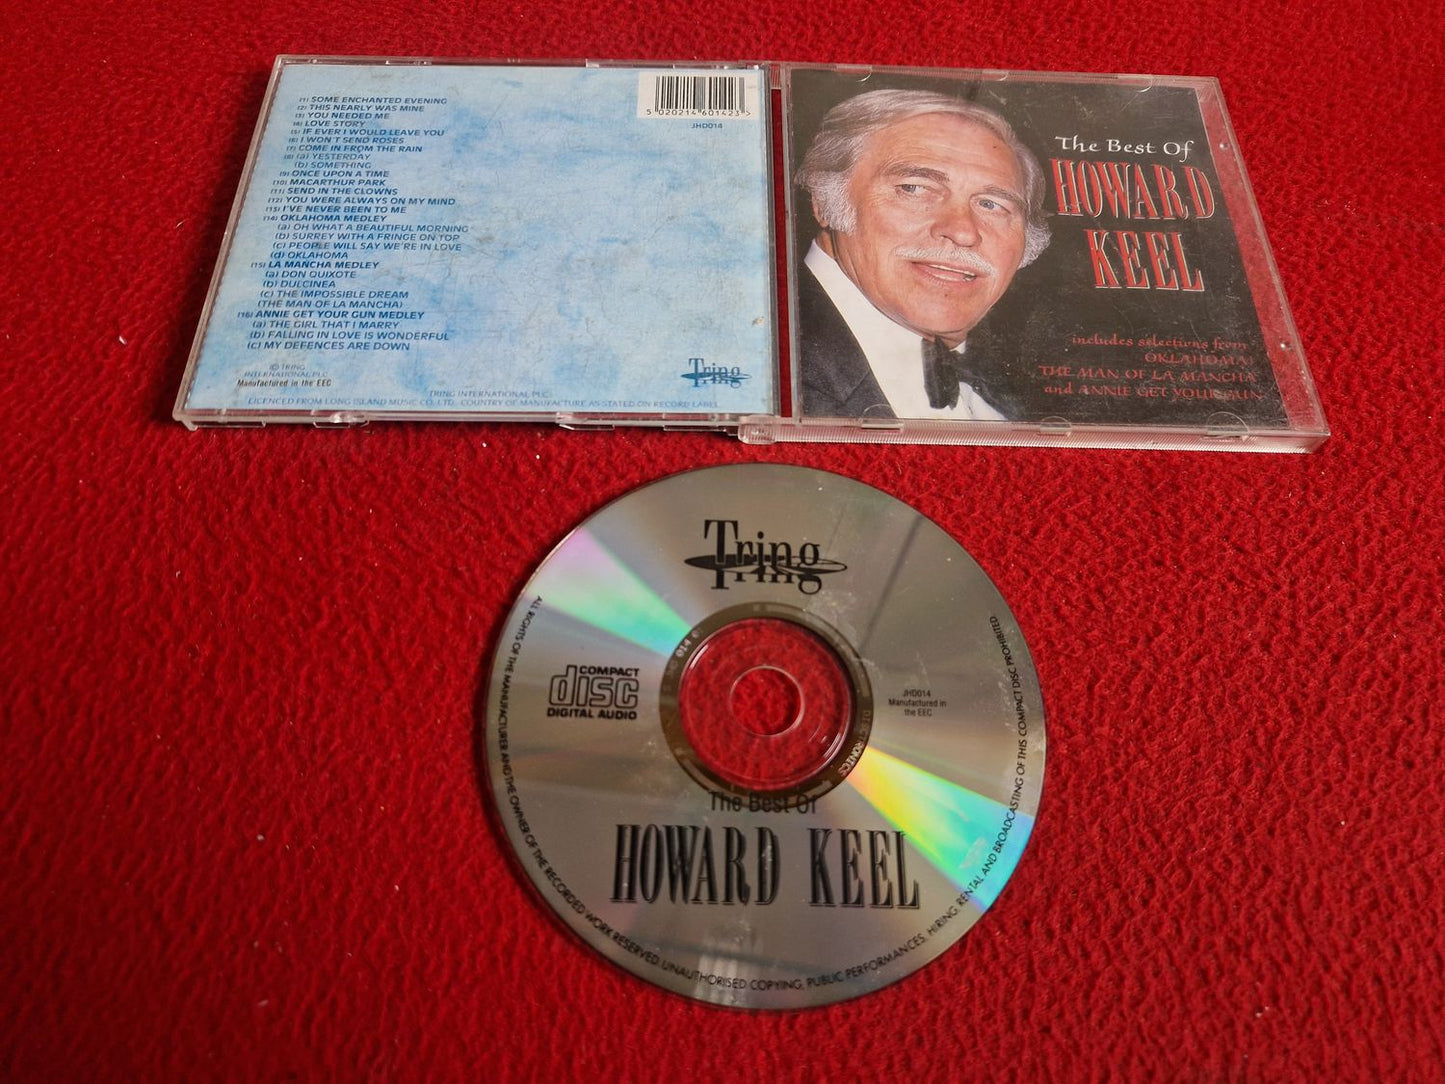 (1) SOME ENCHANTED EVENING
(2) THIS NEARLY WAS MINE
(3) YOU NEEDED ME
(4) LOVE STORY
(5) IF EVER I WOULD LEAVE YOU
(6) I WON'T SEND ROSES
(7) COME IN FROM THE RAIN
(8) (a) YESTERDAY
(b) SOMETHING
(9) ONCE UPON A TIME
(10) MACARTHUR PARK
(11) SEND IN THE CLOWNS
(12) YOU WERE ALWAYS ON MY MIND
(13) I'VE NEVER BEEN TO ME
(14) OKLAHOMA MEDLEY
(a) OH WHAT A BEAUTIFUL MORNING
(b) SURREY WITH A FRINGE ON TOP
(c) PEOPLE WILL SAY WE'RE IN LOVE
(d) OKLAHOMA
(15) LA MANCHA MEDLEY
(a) DON QUIXOTE
(b) DULCINEA
(c) THE IMPOSSIBLE DREAM
(THE MAN OF LA MANCHA)
(16) ANNIE GET YOUR GUN MEDLEY
(a) THE GIRL THAT I MARRY
(b) FALLING IN LOVE IS WONDERFUL
(c) MY DEFENCES ARE DOWN
© TRING
INTERNATIONAL PLC
Manufactured in the EEC
TRING INTERNATIONAL PLC
LICENCED FROM LONG ISLAND MUSIC CO. LTD. COUNTRY OF MANUFACTURE AS STATED ON RECORD LABEL
5 020214 601423 >
JHD014
Tring
The Best Of
HOWARD
KEEL
includes selections from
OKLAHOMA!
THE MAN OF LA MANCHA
and ANNIE GET YOUR GUN
Tring
COMPACT
disc
DIGITAL AUDIO
JHD014
Manufactured in
the EEC
014
The Best Of
HOWARD KEEL
ALL RIGHTS OF THE MANUFACTURER AND THE OWNER OF THE RECORDED WORK RESERVED. UNAUTHORISED COPYING, PUBLIC PERFORMANCES, HIRING, RENTAL AND BROADCASTING OF THIS COMPACT DISC PROHIBITED.